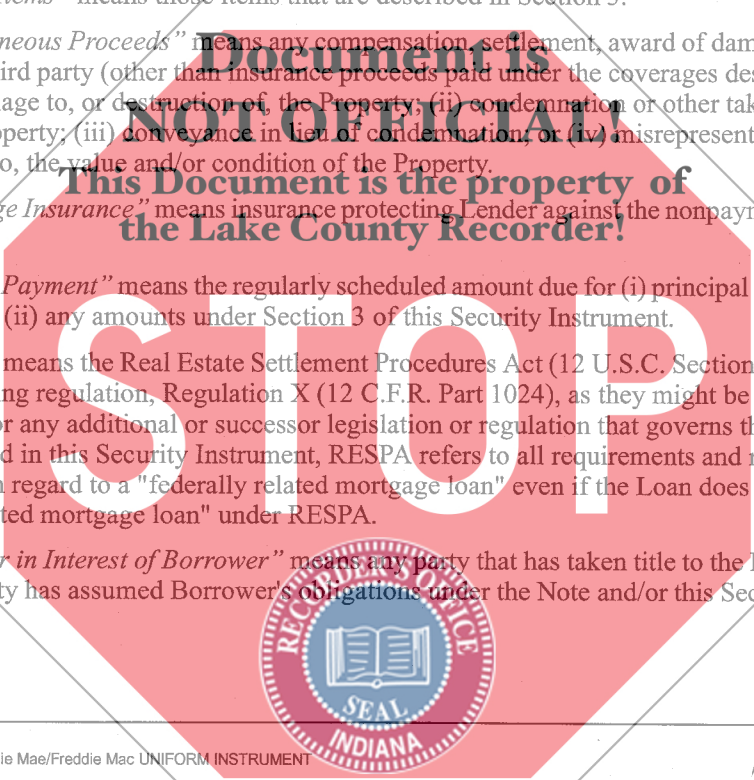 ms" means those items that are described in Section 3.
neous Proceeds" means any compensation, settlement, award of dam
ird party (other than insurance proceeds paid under the coverages des
nage to, or destruction of, the Property; (ii) condemnation or other tak
operty; (iii) conveyance in lieu of condemnation; or (iv) misrepresent
o, the value and/or condition of the Property.
ge Insurance" means insurance protecting Lender against the nonpaym
Payment" means the regularly scheduled amount due for (i) principal
(ii) any amounts under Section 3 of this Security Instrument.
means the Real Estate Settlement Procedures Act (12 U.S.C. Section
ng regulation, Regulation X (12 C.F.R. Part 1024), as they might be
or any additional or successor legislation or regulation that governs th
d in this Security Instrument, RESPA refers to all requirements and r
n regard to a "federally related mortgage loan" even if the Loan does
ted mortgage loan" under RESPA.
r in Interest of Borrower" means any party that has taken title to the
ty has assumed Borrower's obligations under the Note and/or this Sec
ie Mae/Freddie Mac UNIFORM INSTRUMENT
Document is
NOT OFFICIAL!
This Document is the property of
the Lake County Recorder!
STOP
RECORDER'S OFFICE
SEAL
INDIANA